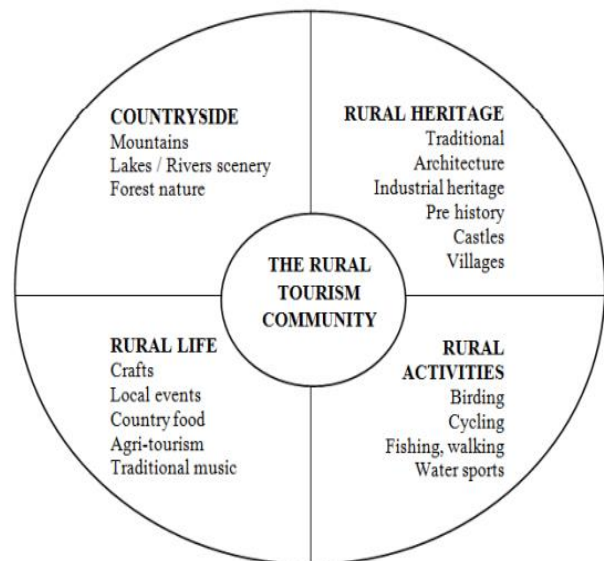 COUNTRYSIDE
Mountains
Lakes / Rivers scenery
Forest nature
RURAL HERITAGE
Traditional
Architecture
Industrial heritage
Pre history
Castles
Villages
THE RURAL
TOURISM
COMMUNITY
RURAL LIFE
Crafts
Local events
Country food
Agri-tourism
Traditional music
RURAL
ACTIVITIES
Birding
Cycling
Fishing, walking
Water sports